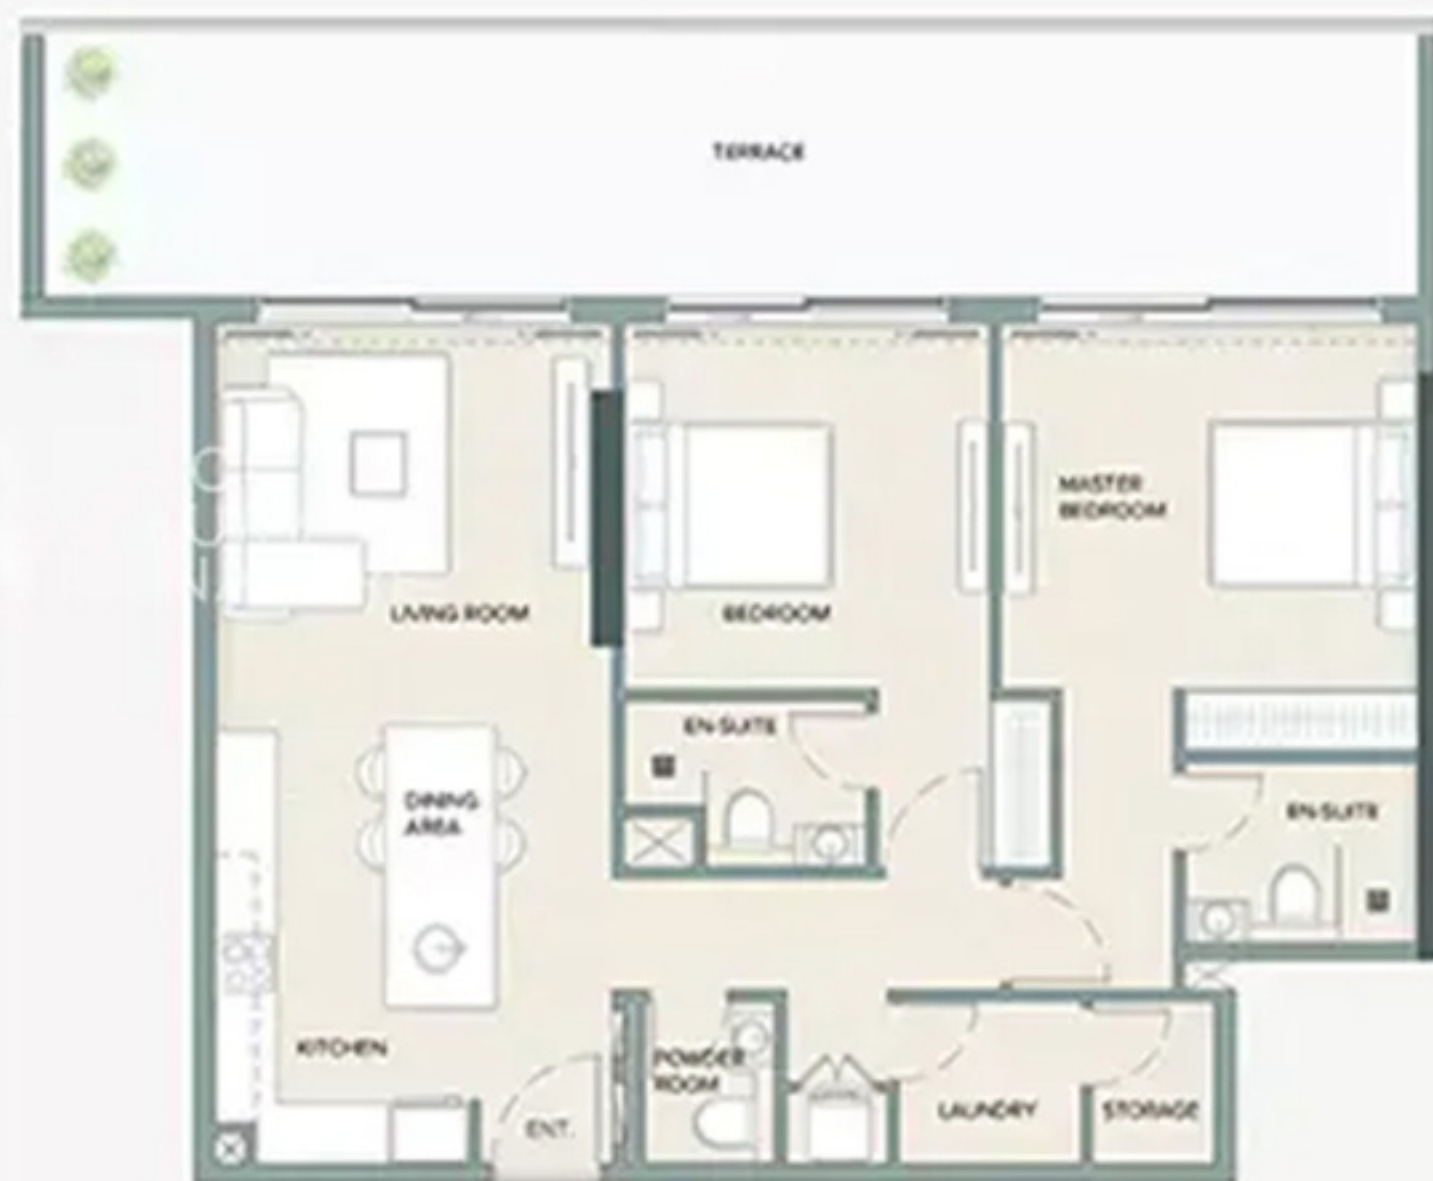 TERRACE
MASTER
BEDROOM
LIVING ROOM
BEDROOM
EN-SUITE
DINING
AREA
EN-SUITE
KITCHEN
POWDER
ROOM
ENT.
LAUNDRY
STORAGE